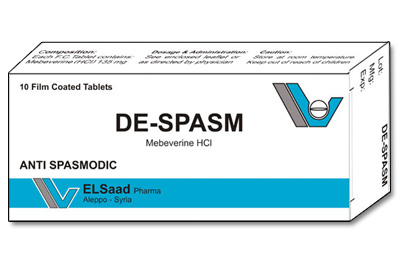 Composition:
Each F.C. Tablet contains:
Mebeverine (HCl) 135 mg
Dosage & Administration:
See enclosed leaflet or
as directed by physician
Caution:
Store at room temperature
Keep out of reach of children
10 Film Coated Tablets
DE-SPASM
Mebeverine HCl
ANTI SPASMODIC
ELSaad Pharma
Aleppo - Syria
Lot:
Mfg:
Exp:
DE-SPASM